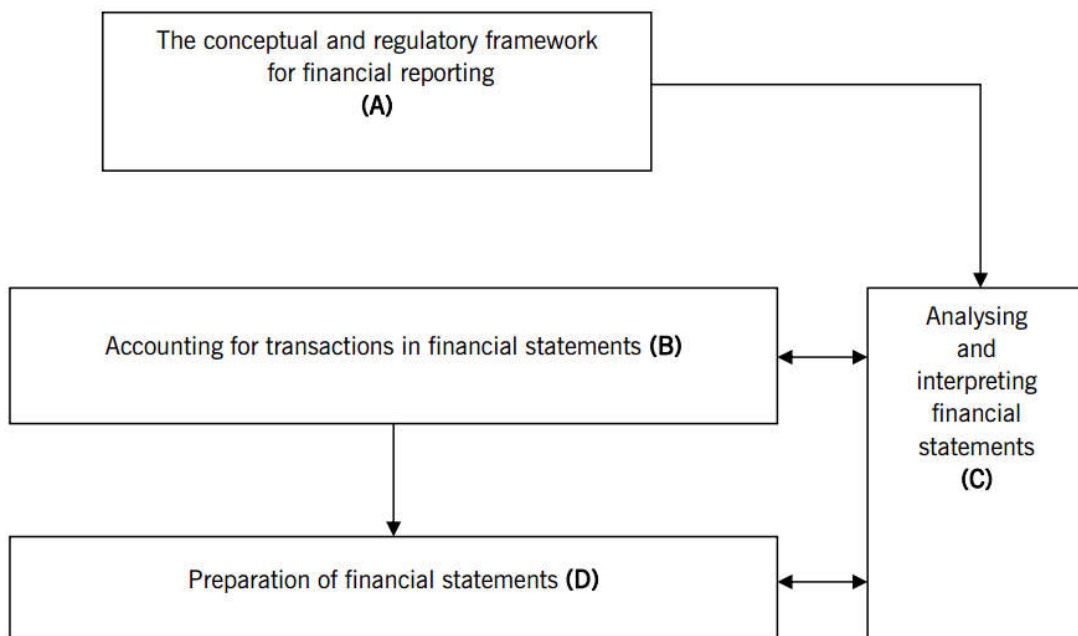 The conceptual and regulatory framework
for financial reporting
(A)
Accounting for transactions in financial statements (B)
Analysing
and
interpreting
financial
statements
(C)
Preparation of financial statements (D)